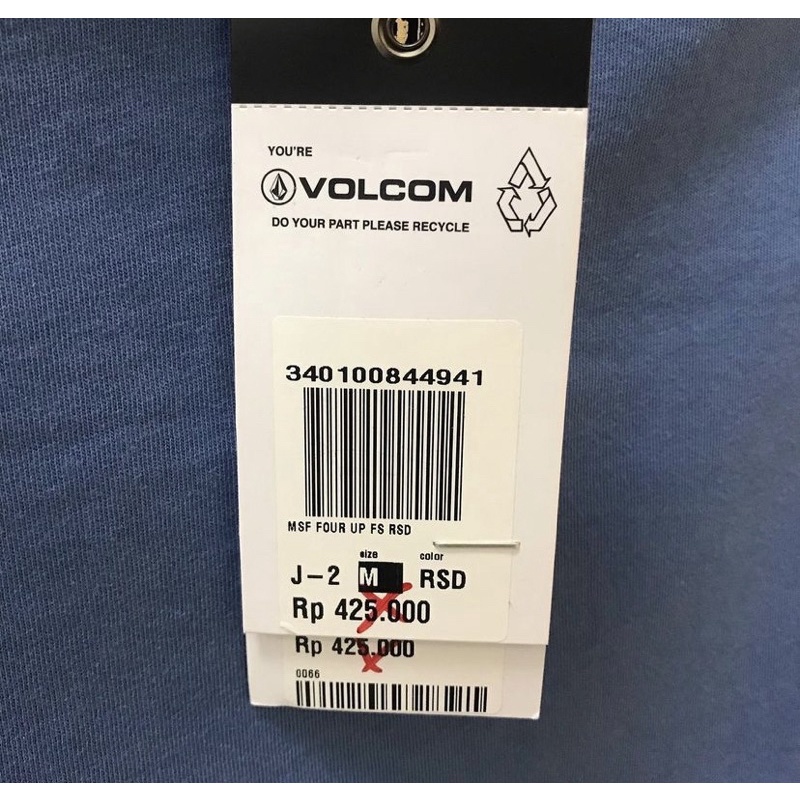 YOU'RE
VOLCOM
DO YOUR PART PLEASE RECYCLE
340100844941
MSF FOUR UP FS RSD
size color
J-2 M RSD
Rp 425.000
Rp 425.000
0066